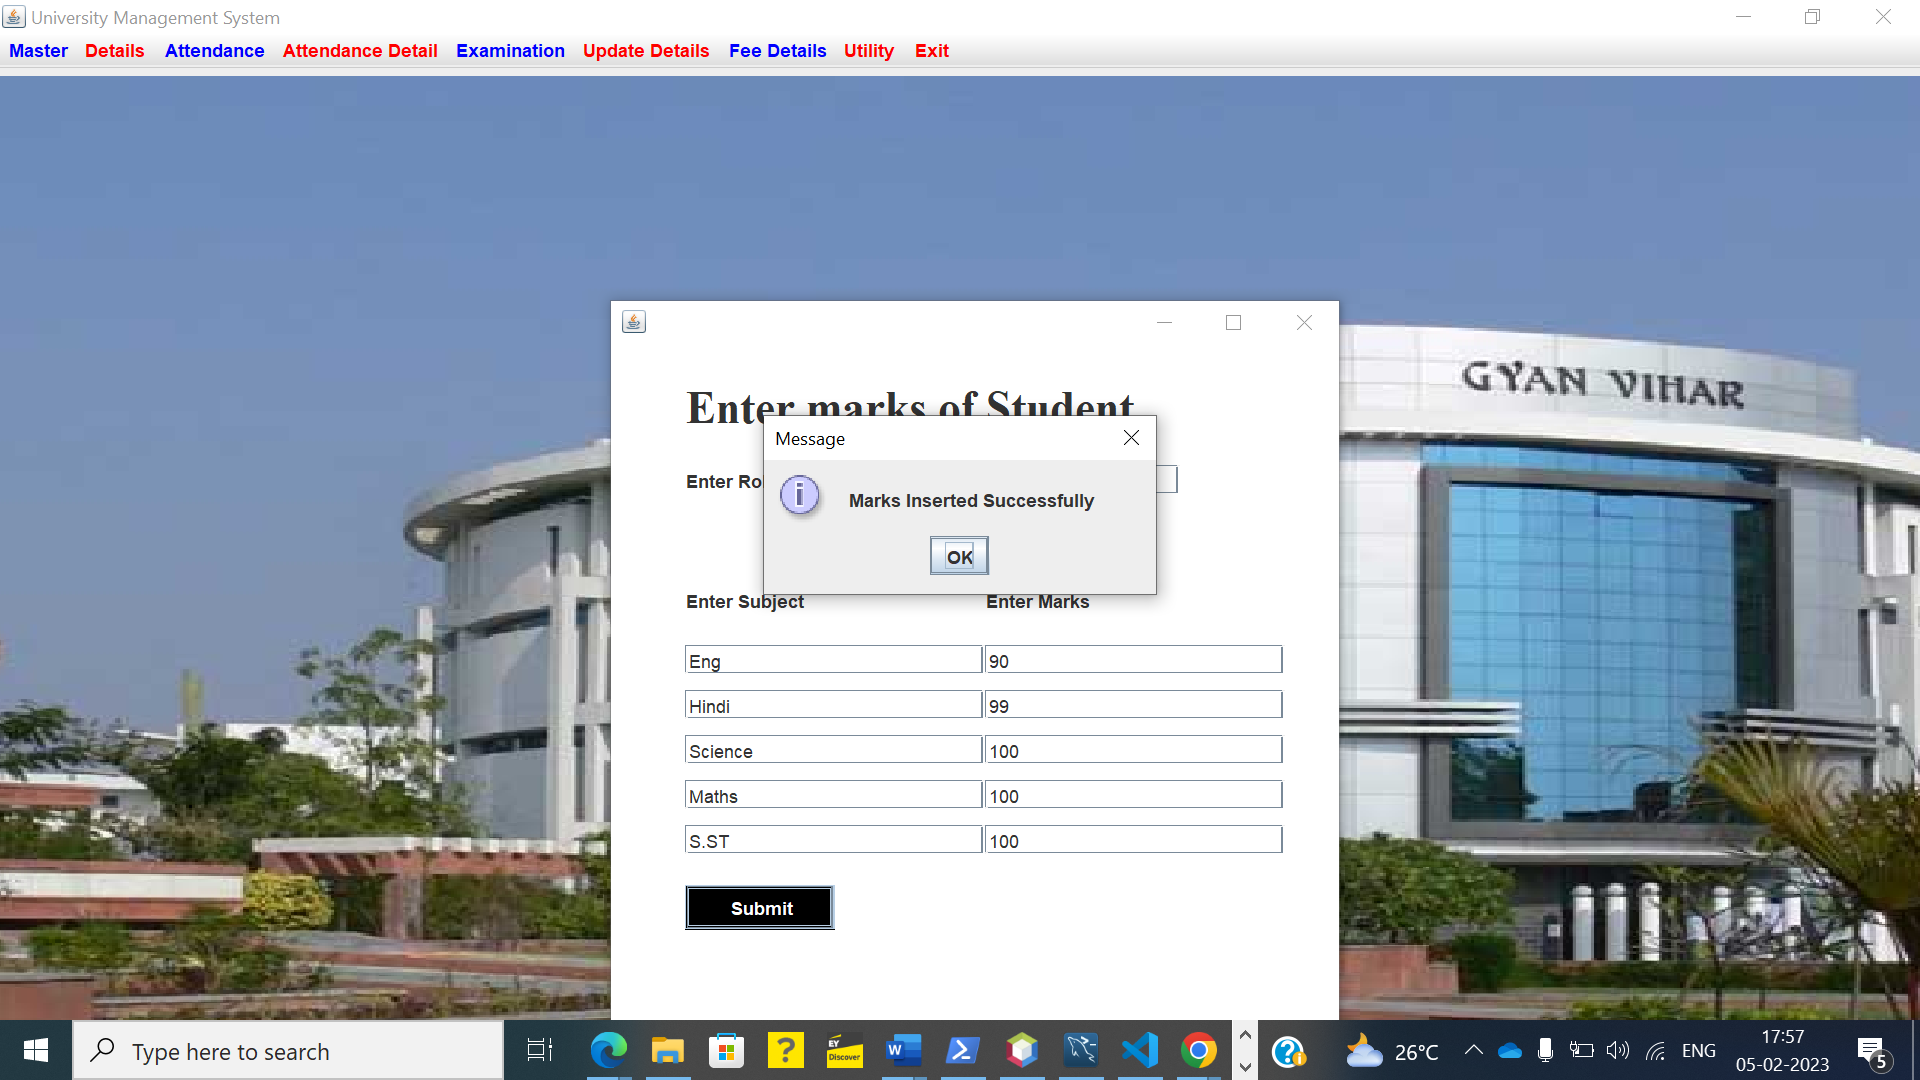 University Management System
Master Details Attendance Attendance Detail Examination Update Details Fee Details Utility Exit
GYAN VIHAR
Enter marks of Student
Message
Enter Ro
Marks Inserted Successfully
OK
Enter Subject Enter Marks
Eng 90
Hindi 99
Science 100
Maths 100
S.ST 100
Submit
Type here to search
EY
Discover
W
26°C
ENG
17:57
05-02-2023
5